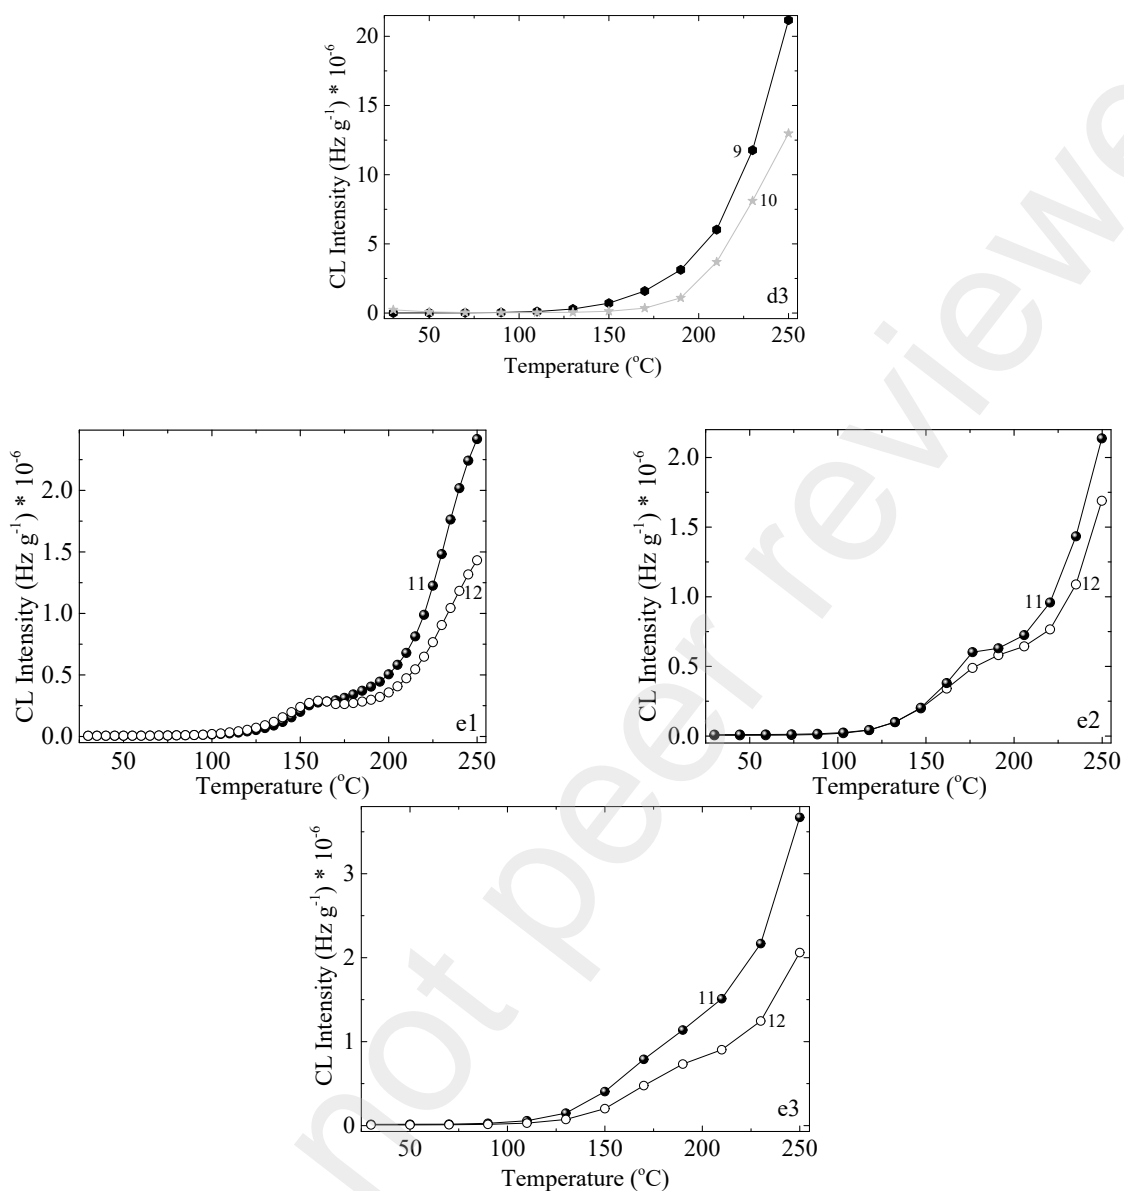 CL Intensity (Hz g⁻¹) * 10⁻⁶
20
15
10
5
0
9
10
d3
50 100 150 200 250
Temperature (°C)
CL Intensity (Hz g⁻¹) * 10⁻⁶
2.0
1.5
1.0
0.5
0.0
11
12
e1
50 100 150 200 250
Temperature (°C)
CL Intensity (Hz g⁻¹) * 10⁻⁶
2.0
1.5
1.0
0.5
0.0
11
12
e2
50 100 150 200 250
Temperature (°C)
CL Intensity (Hz g⁻¹) * 10⁻⁶
3
2
1
0
11
12
e3
50 100 150 200 250
Temperature (°C)
not peer reviewe